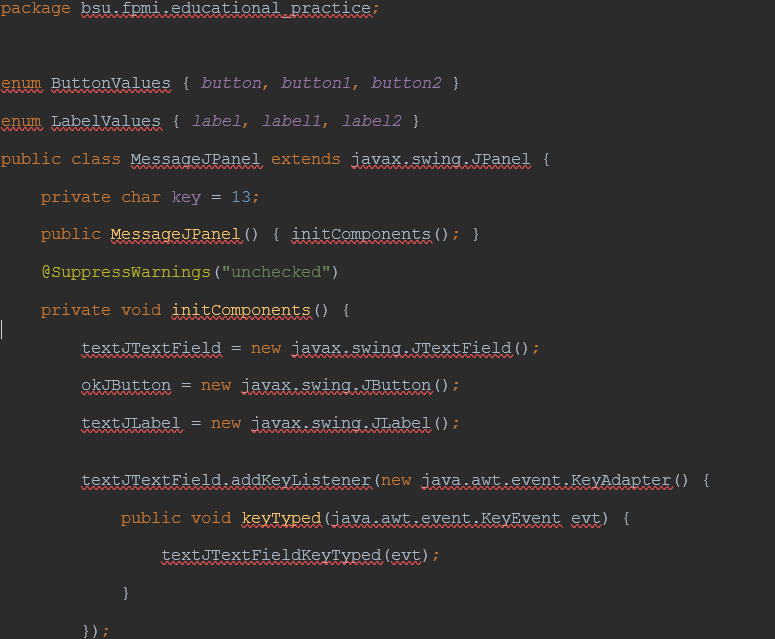 package bsu.fpmi.educational_practice;
enum ButtonValues { button, button1, button2 }
enum LabelValues { label, label1, label2 }
public class MessageJPanel extends javax.swing.JPanel {
private char key = 13;
public MessageJPanel() { initComponents(); }
@SuppressWarnings("unchecked")
private void initComponents() {
textJTextField = new javax.swing.JTextField();
okJButton = new javax.swing.JButton();
textJLabel = new javax.swing.JLabel();
textJTextField.addKeyListener(new java.awt.event.KeyAdapter() {
public void keyTyped(java.awt.event.KeyEvent evt) {
textJTextFieldKeyTyped(evt);
}
});